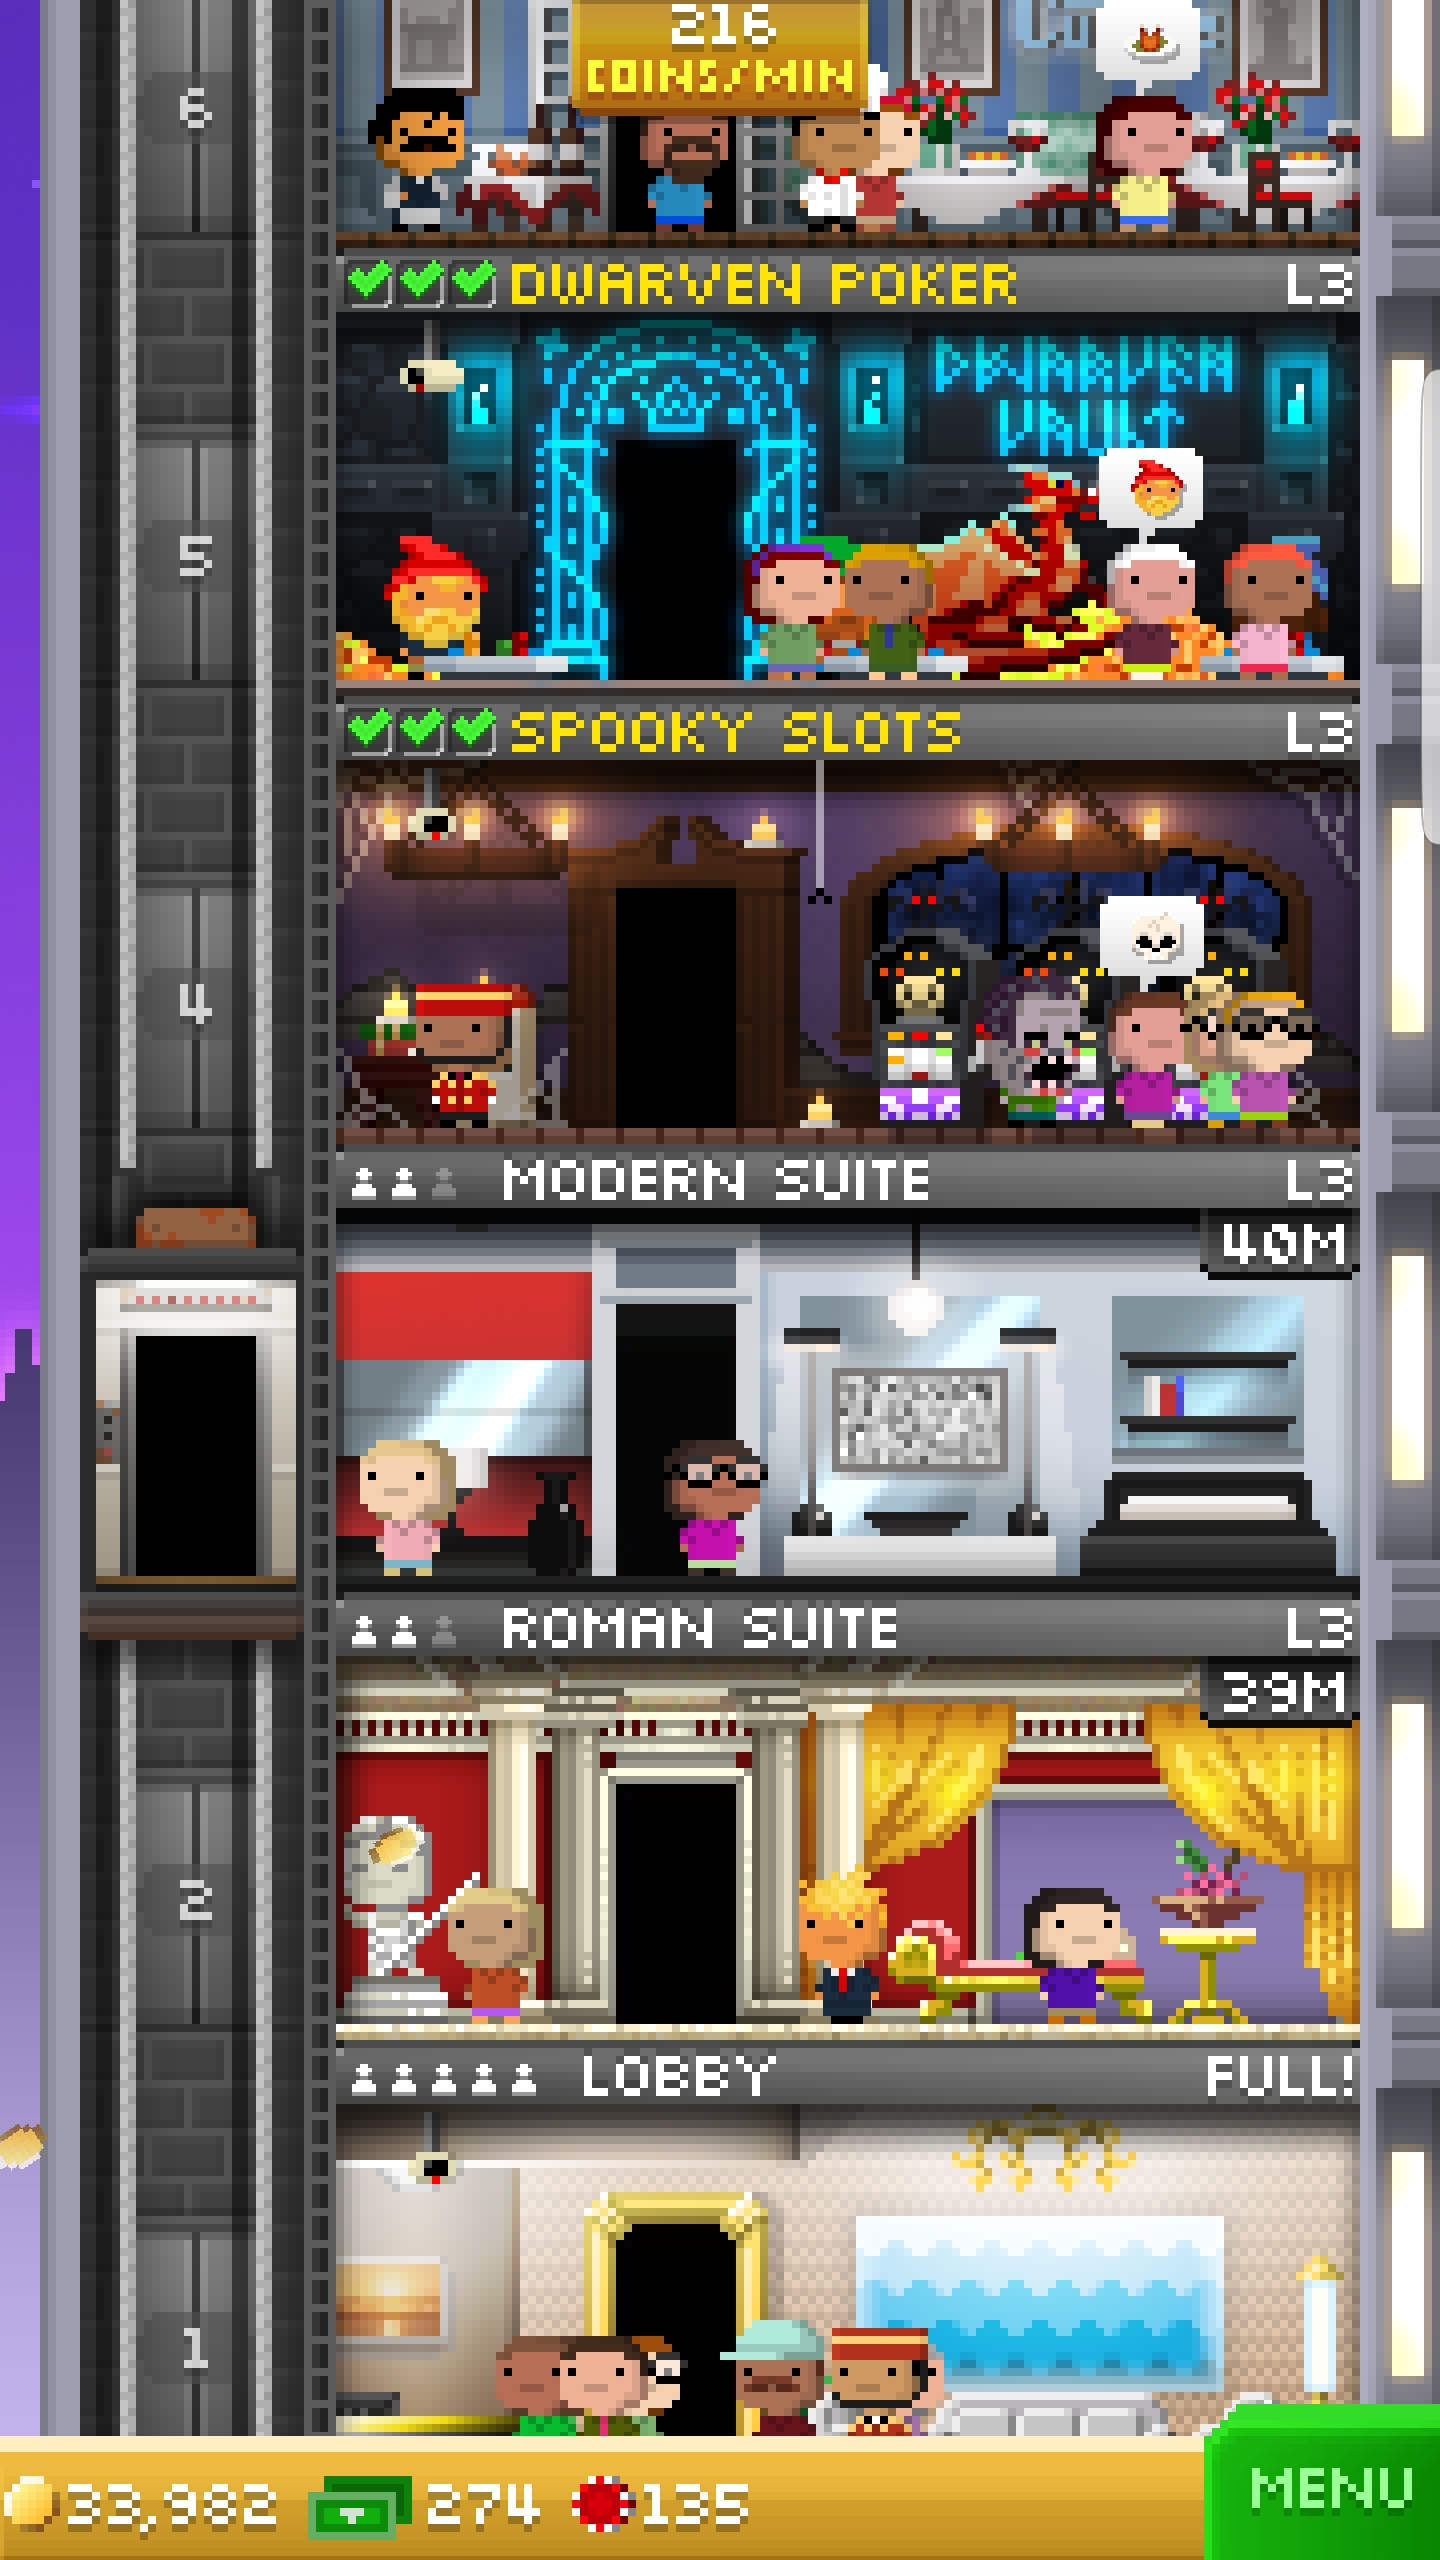 216
COINS/MIN
6
DWARVEN POKER L3
DWARVEN
VAULT
5
SPOOKY SLOTS L3
4
MODERN SUITE L3
40M
ROMAN SUITE L3
39M
2
LOBBY FULL!
1
33,982 274 135
MENU